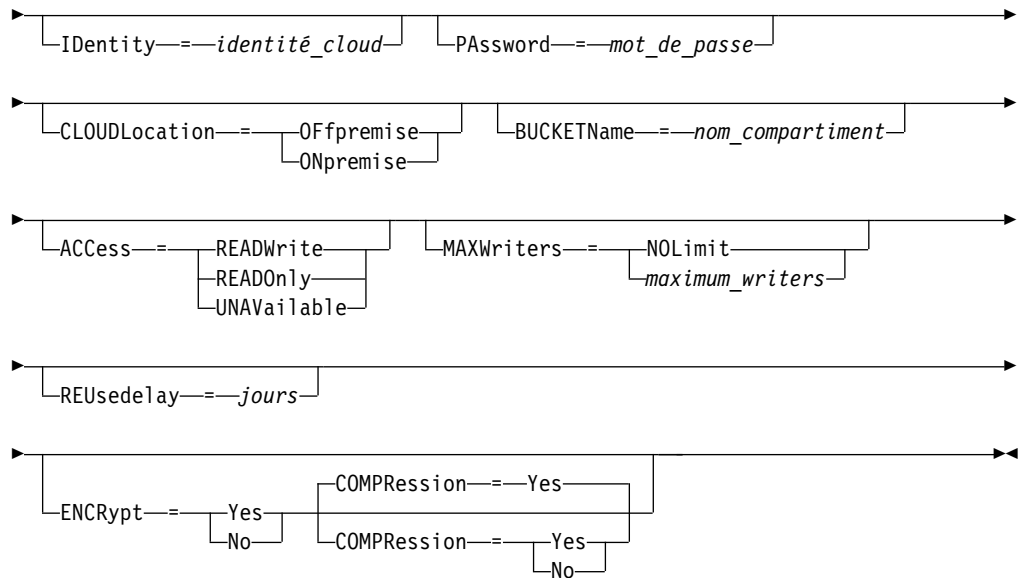 IDentity = identité_cloud PAssword = mot_de_passe
CLOUDLocation = OFfpremise BUCKETName = nom_compartiment
ONpremise
ACCess = READWrite MAXWriters = NOLimit
READOnly maximum_writers
UNAVailable
REUsedelay = jours
COMPRession = Yes
ENCRypt = Yes
No COMPRession = Yes
No